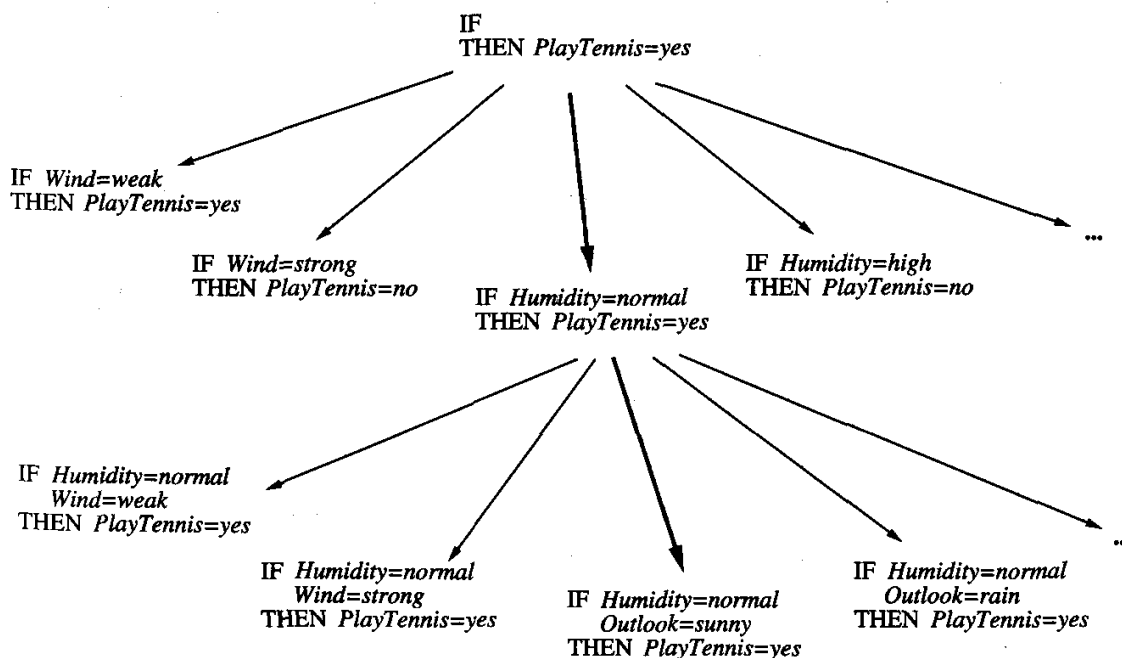 IF
THEN PlayTennis=yes
IF Wind=weak
THEN PlayTennis=yes
IF Wind=strong
THEN PlayTennis=no
IF Humidity=normal
THEN PlayTennis=yes
IF Humidity=high
THEN PlayTennis=no
...
IF Humidity=normal
Wind=weak
THEN PlayTennis=yes
IF Humidity=normal
Wind=strong
THEN PlayTennis=yes
IF Humidity=normal
Outlook=sunny
THEN PlayTennis=yes
IF Humidity=normal
Outlook=rain
THEN PlayTennis=yes
..